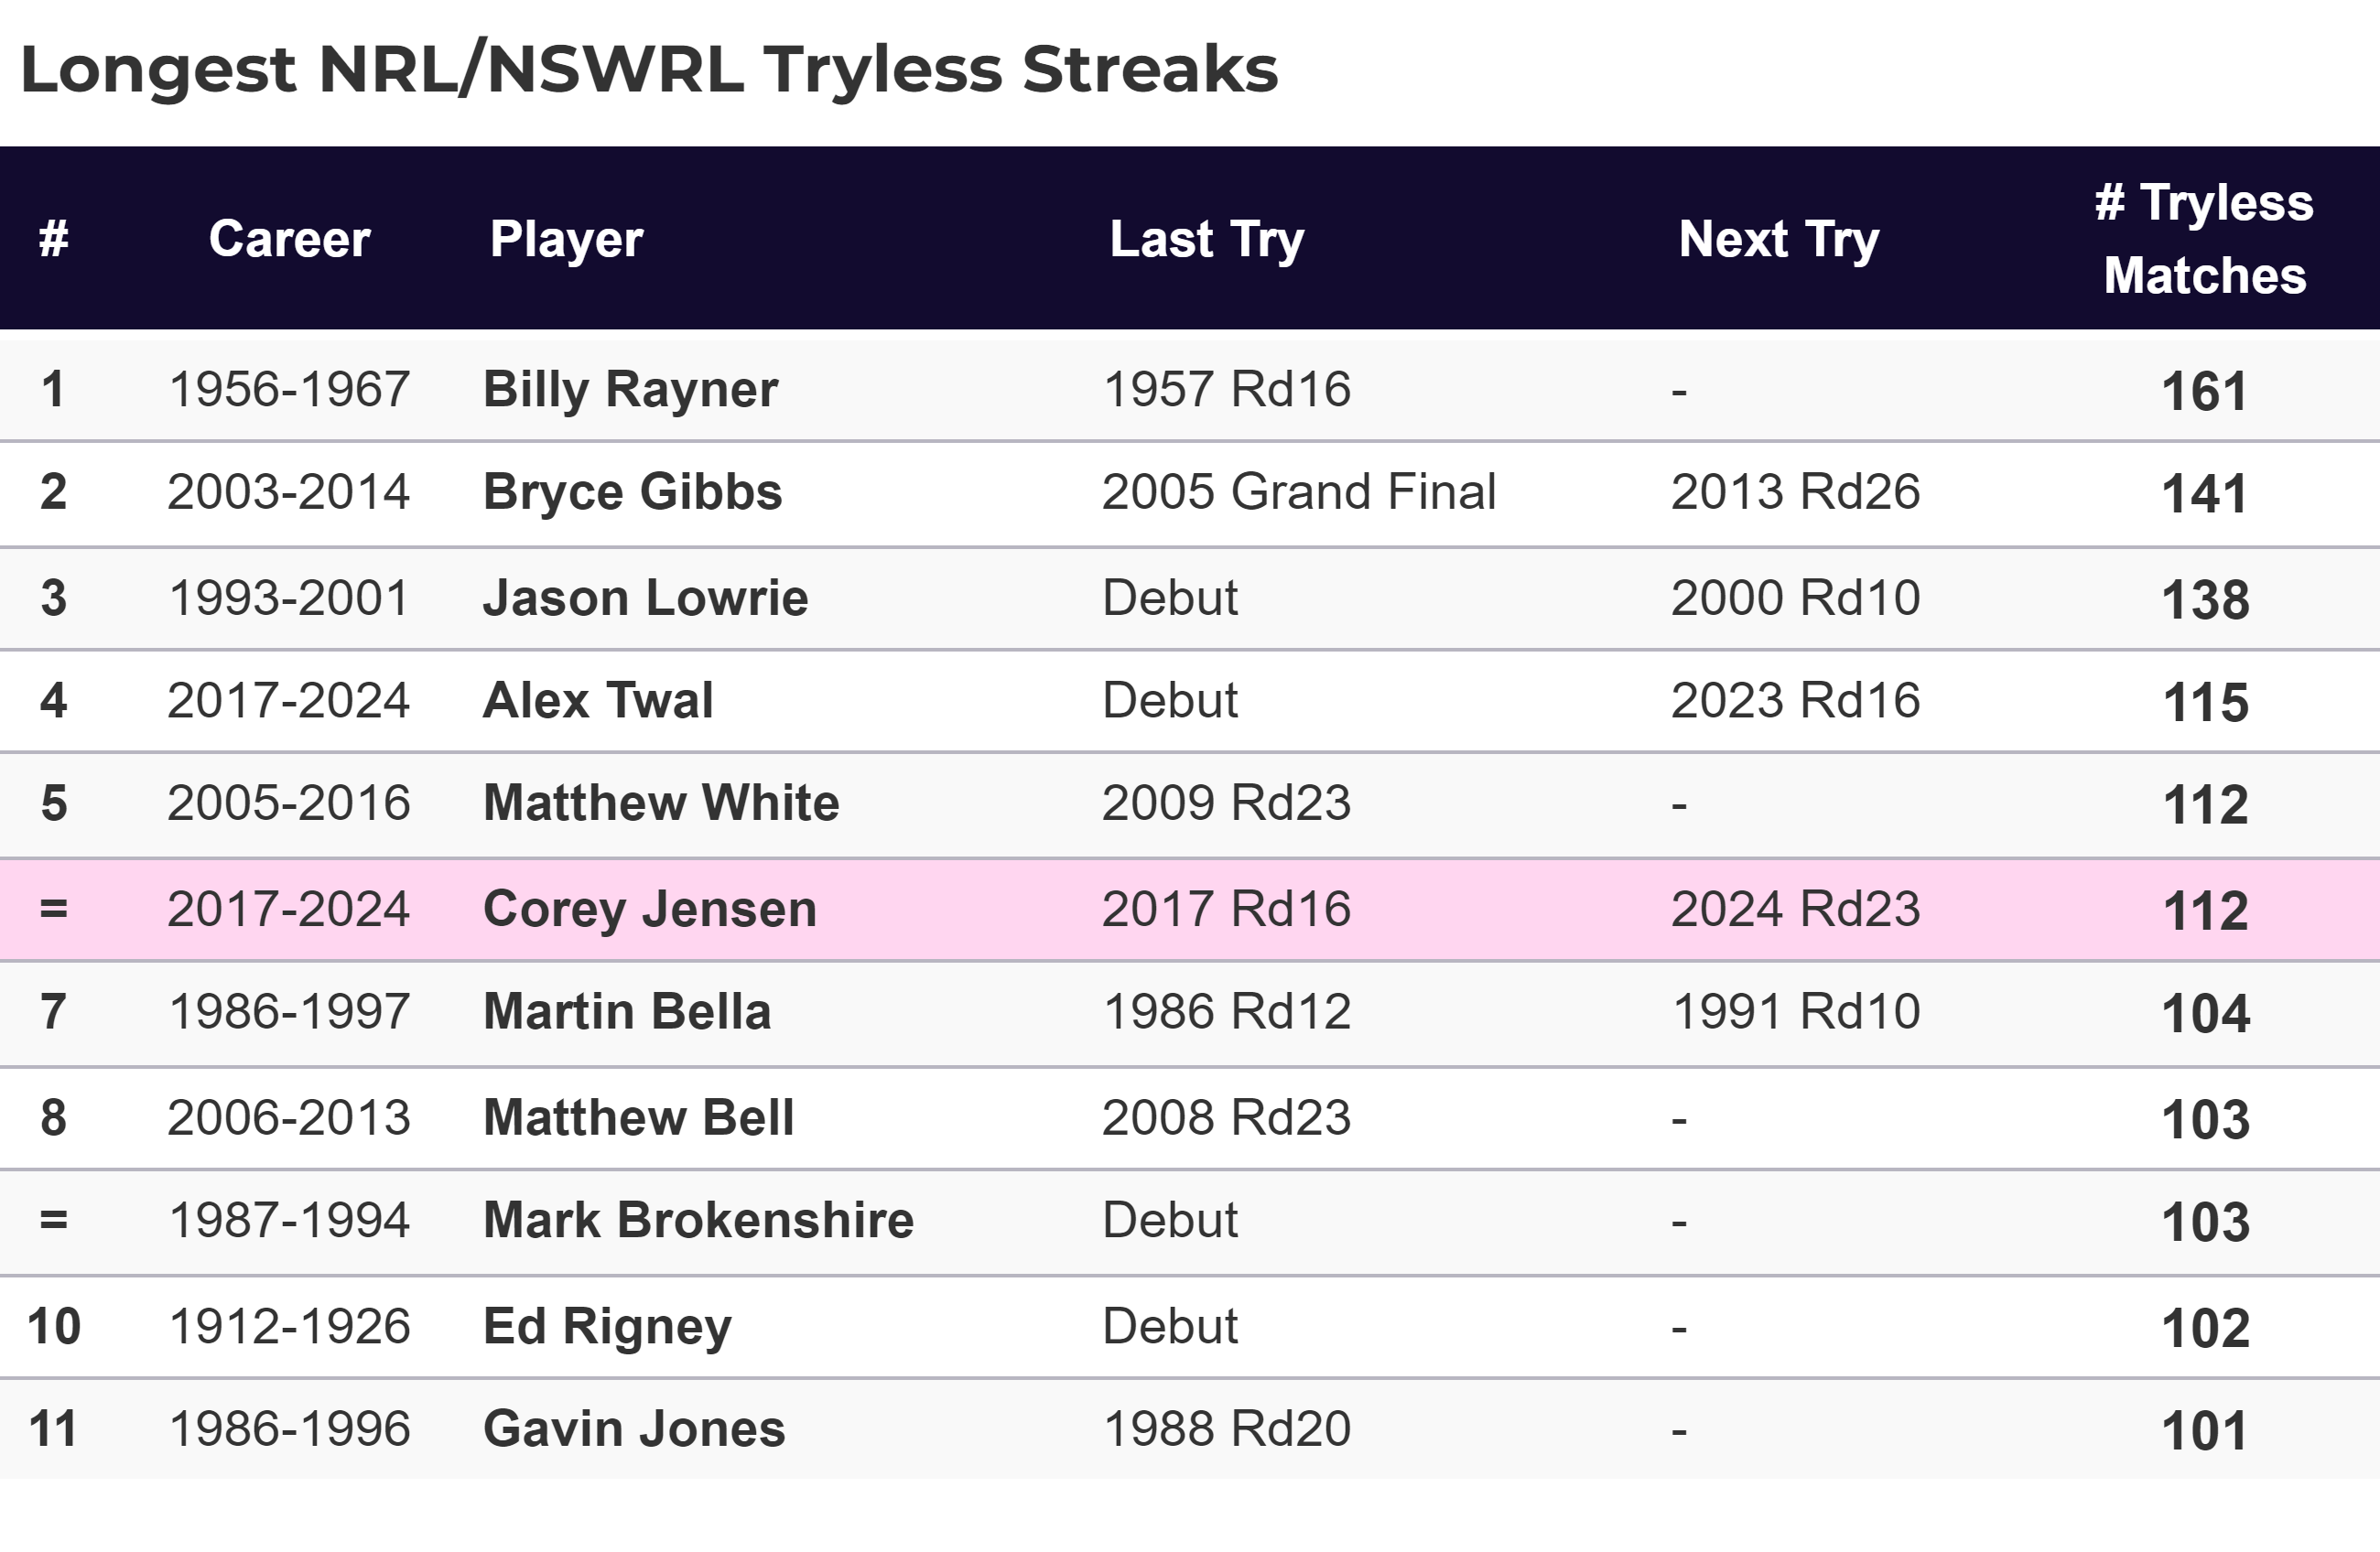 Longest NRL/NSWRL Tryless Streaks
# Career Player Last Try Next Try # Tryless Matches
1 1956-1967 Billy Rayner 1957 Rd16 - 161
2 2003-2014 Bryce Gibbs 2005 Grand Final 2013 Rd26 141
3 1993-2001 Jason Lowrie Debut 2000 Rd10 138
4 2017-2024 Alex Twal Debut 2023 Rd16 115
5 2005-2016 Matthew White 2009 Rd23 - 112
= 2017-2024 Corey Jensen 2017 Rd16 2024 Rd23 112
7 1986-1997 Martin Bella 1986 Rd12 1991 Rd10 104
8 2006-2013 Matthew Bell 2008 Rd23 - 103
= 1987-1994 Mark Brokenshire Debut - 103
10 1912-1926 Ed Rigney Debut - 102
11 1986-1996 Gavin Jones 1988 Rd20 - 101